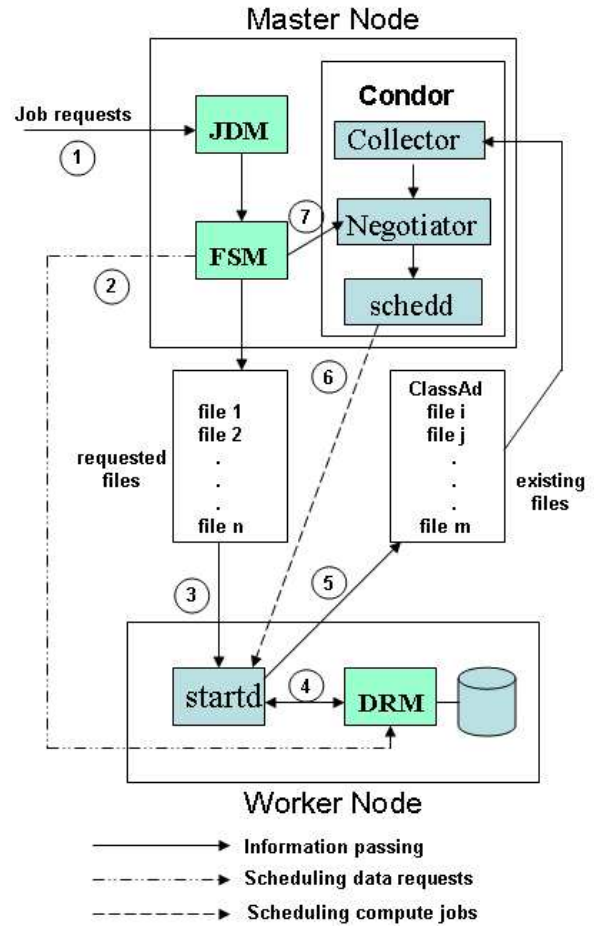 Master Node
Condor
Job requests
1
JDM
Collector
7
Negotiator
2
FSM
schedd
6
file 1
file 2
.
.
.
file n
requested
files
ClassAd
file i
file j
.
.
.
file m
existing
files
3
5
startd
4
DRM
Worker Node
Information passing
Scheduling data requests
Scheduling compute jobs